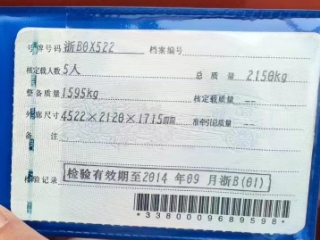 号牌号码 浙B0X522 档案编号
核定载人数 5人 总质量 2150kg
整备质量 1595kg 核定载质量 --
外廓尺寸 4522×2120×1715mm 准牵引总质量 --
备注
检验记录 检验有效期至2014年09月浙B(01)
*3380009689598*